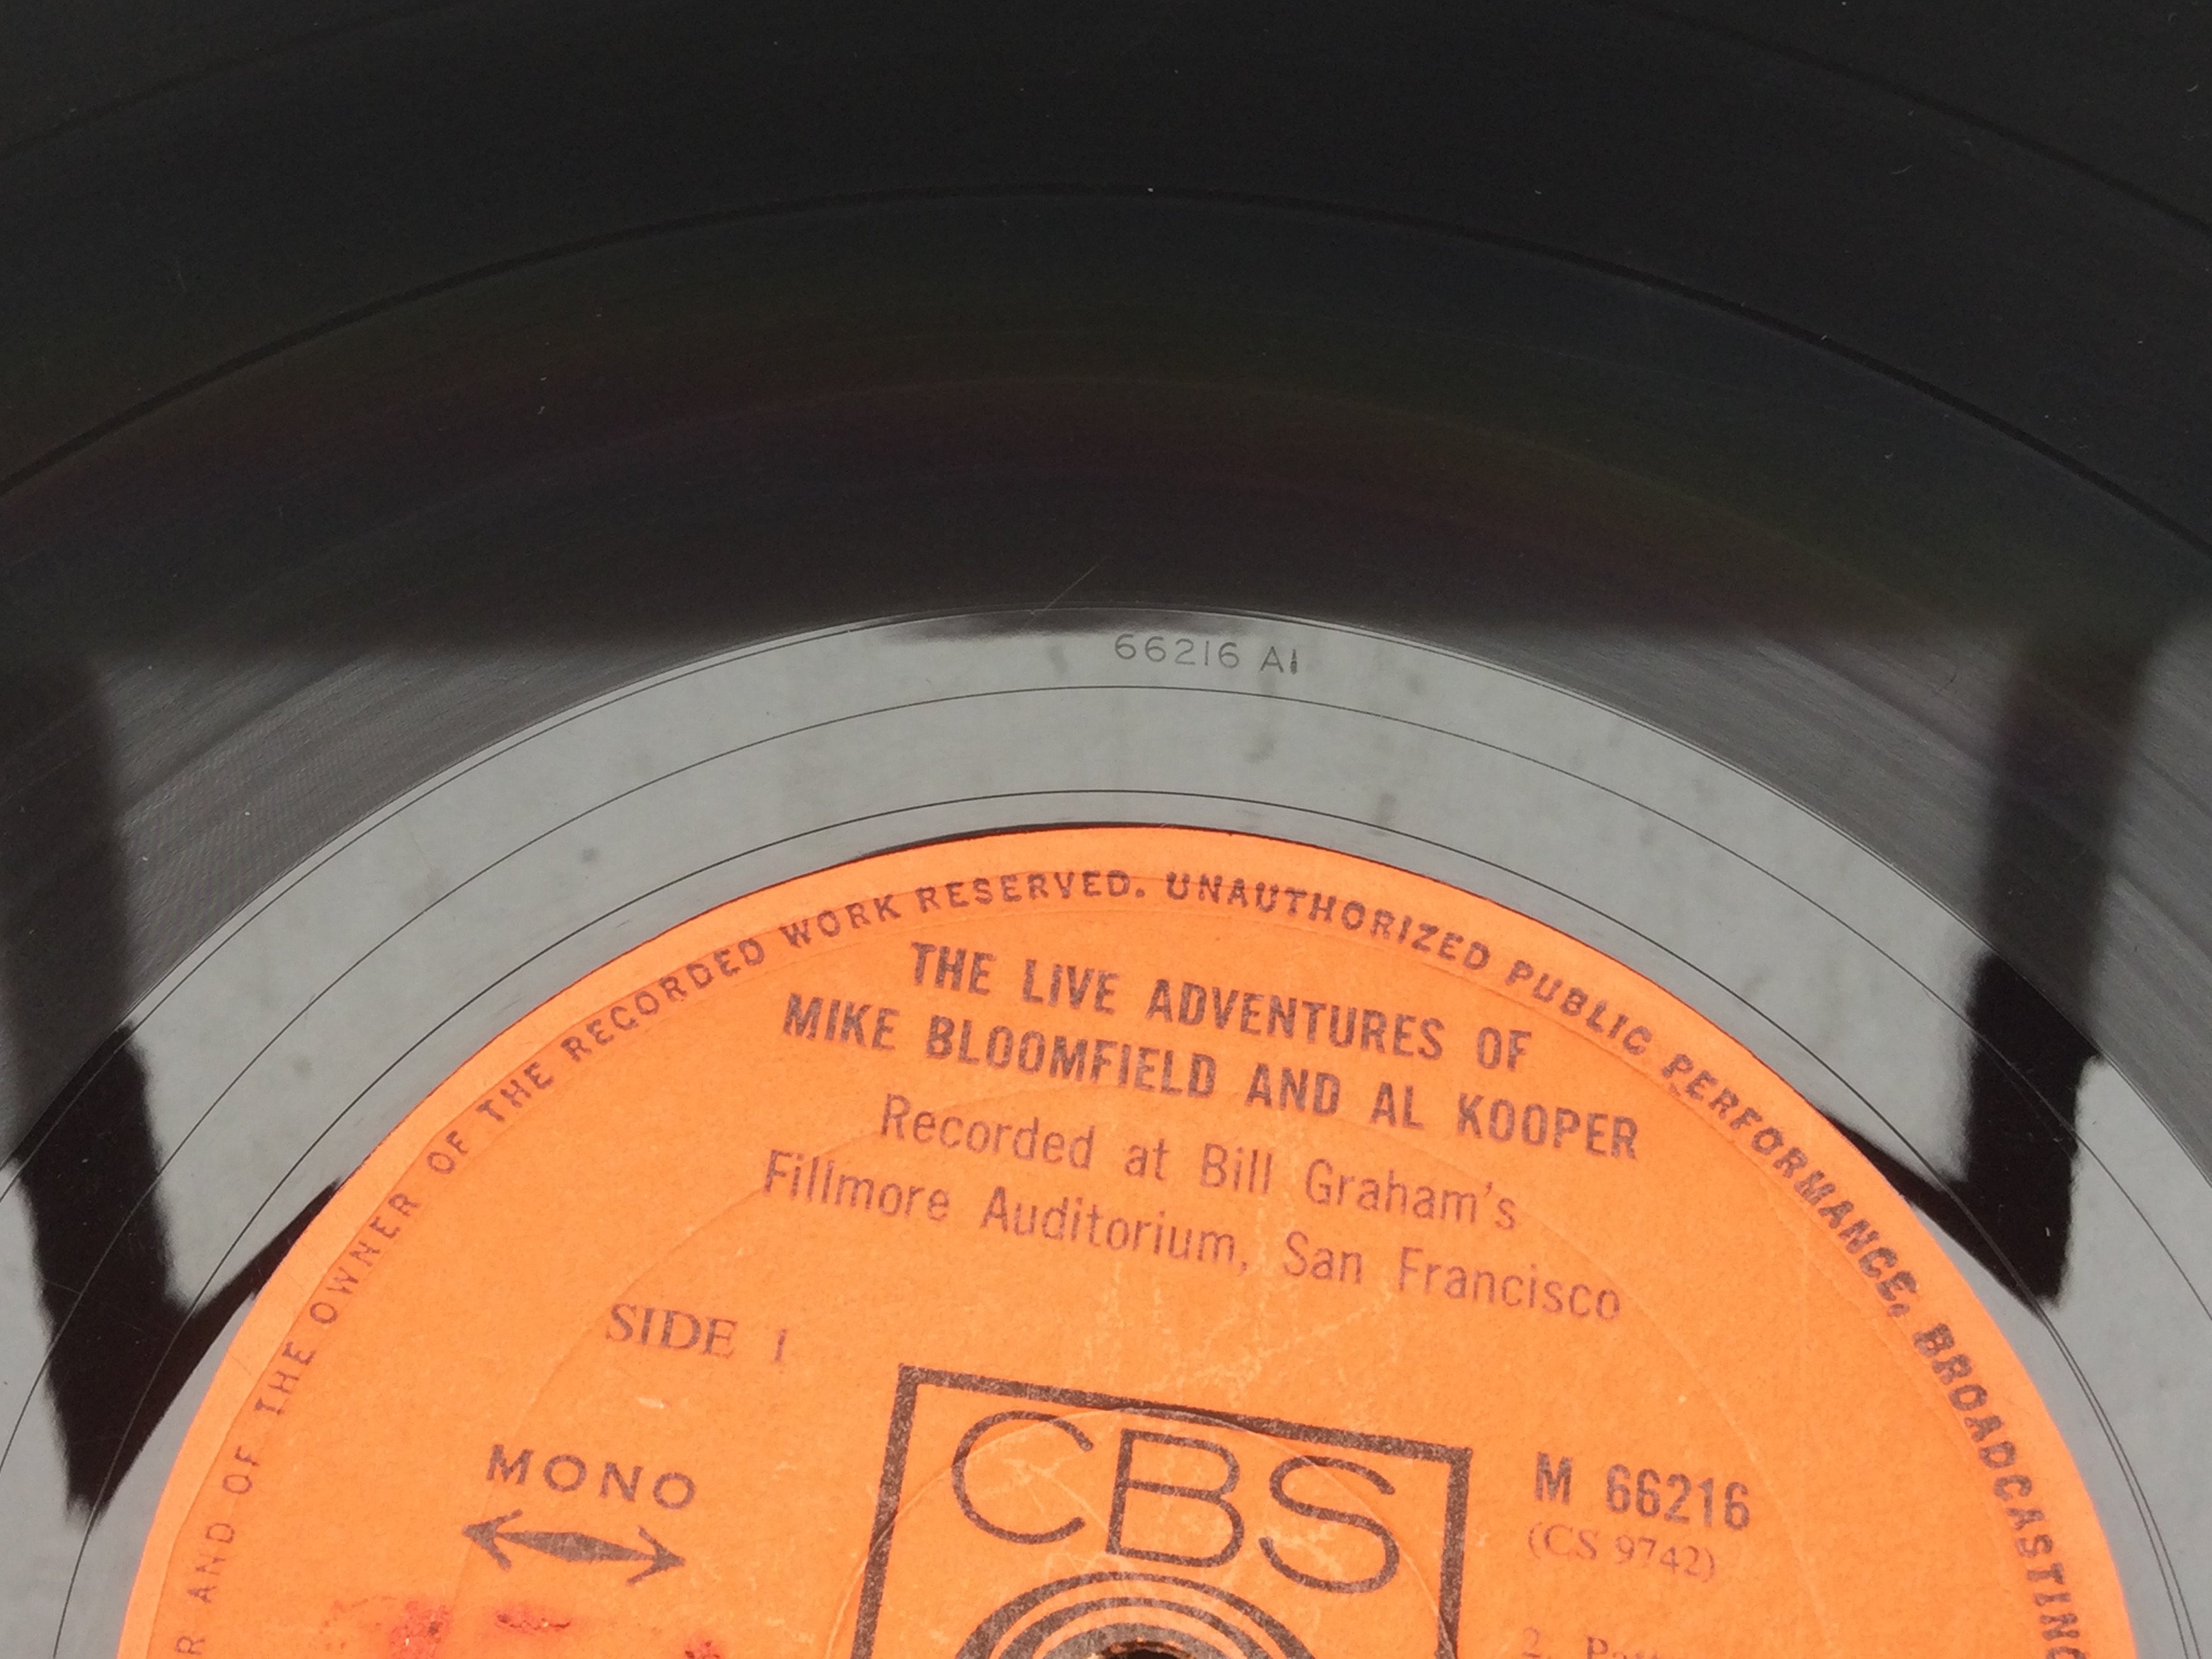 66216 A1
R AND OF THE OWNER OF THE RECORDED WORK RESERVED. UNAUTHORIZED PUBLIC PERFORMANCE, BROADCASTING
THE LIVE ADVENTURES OF
MIKE BLOOMFIELD AND AL KOOPER
Recorded at Bill Graham's
Fillmore Auditorium, San Francisco
SIDE 1
MONO
CBS
M 66216
(CS 9742)
2.